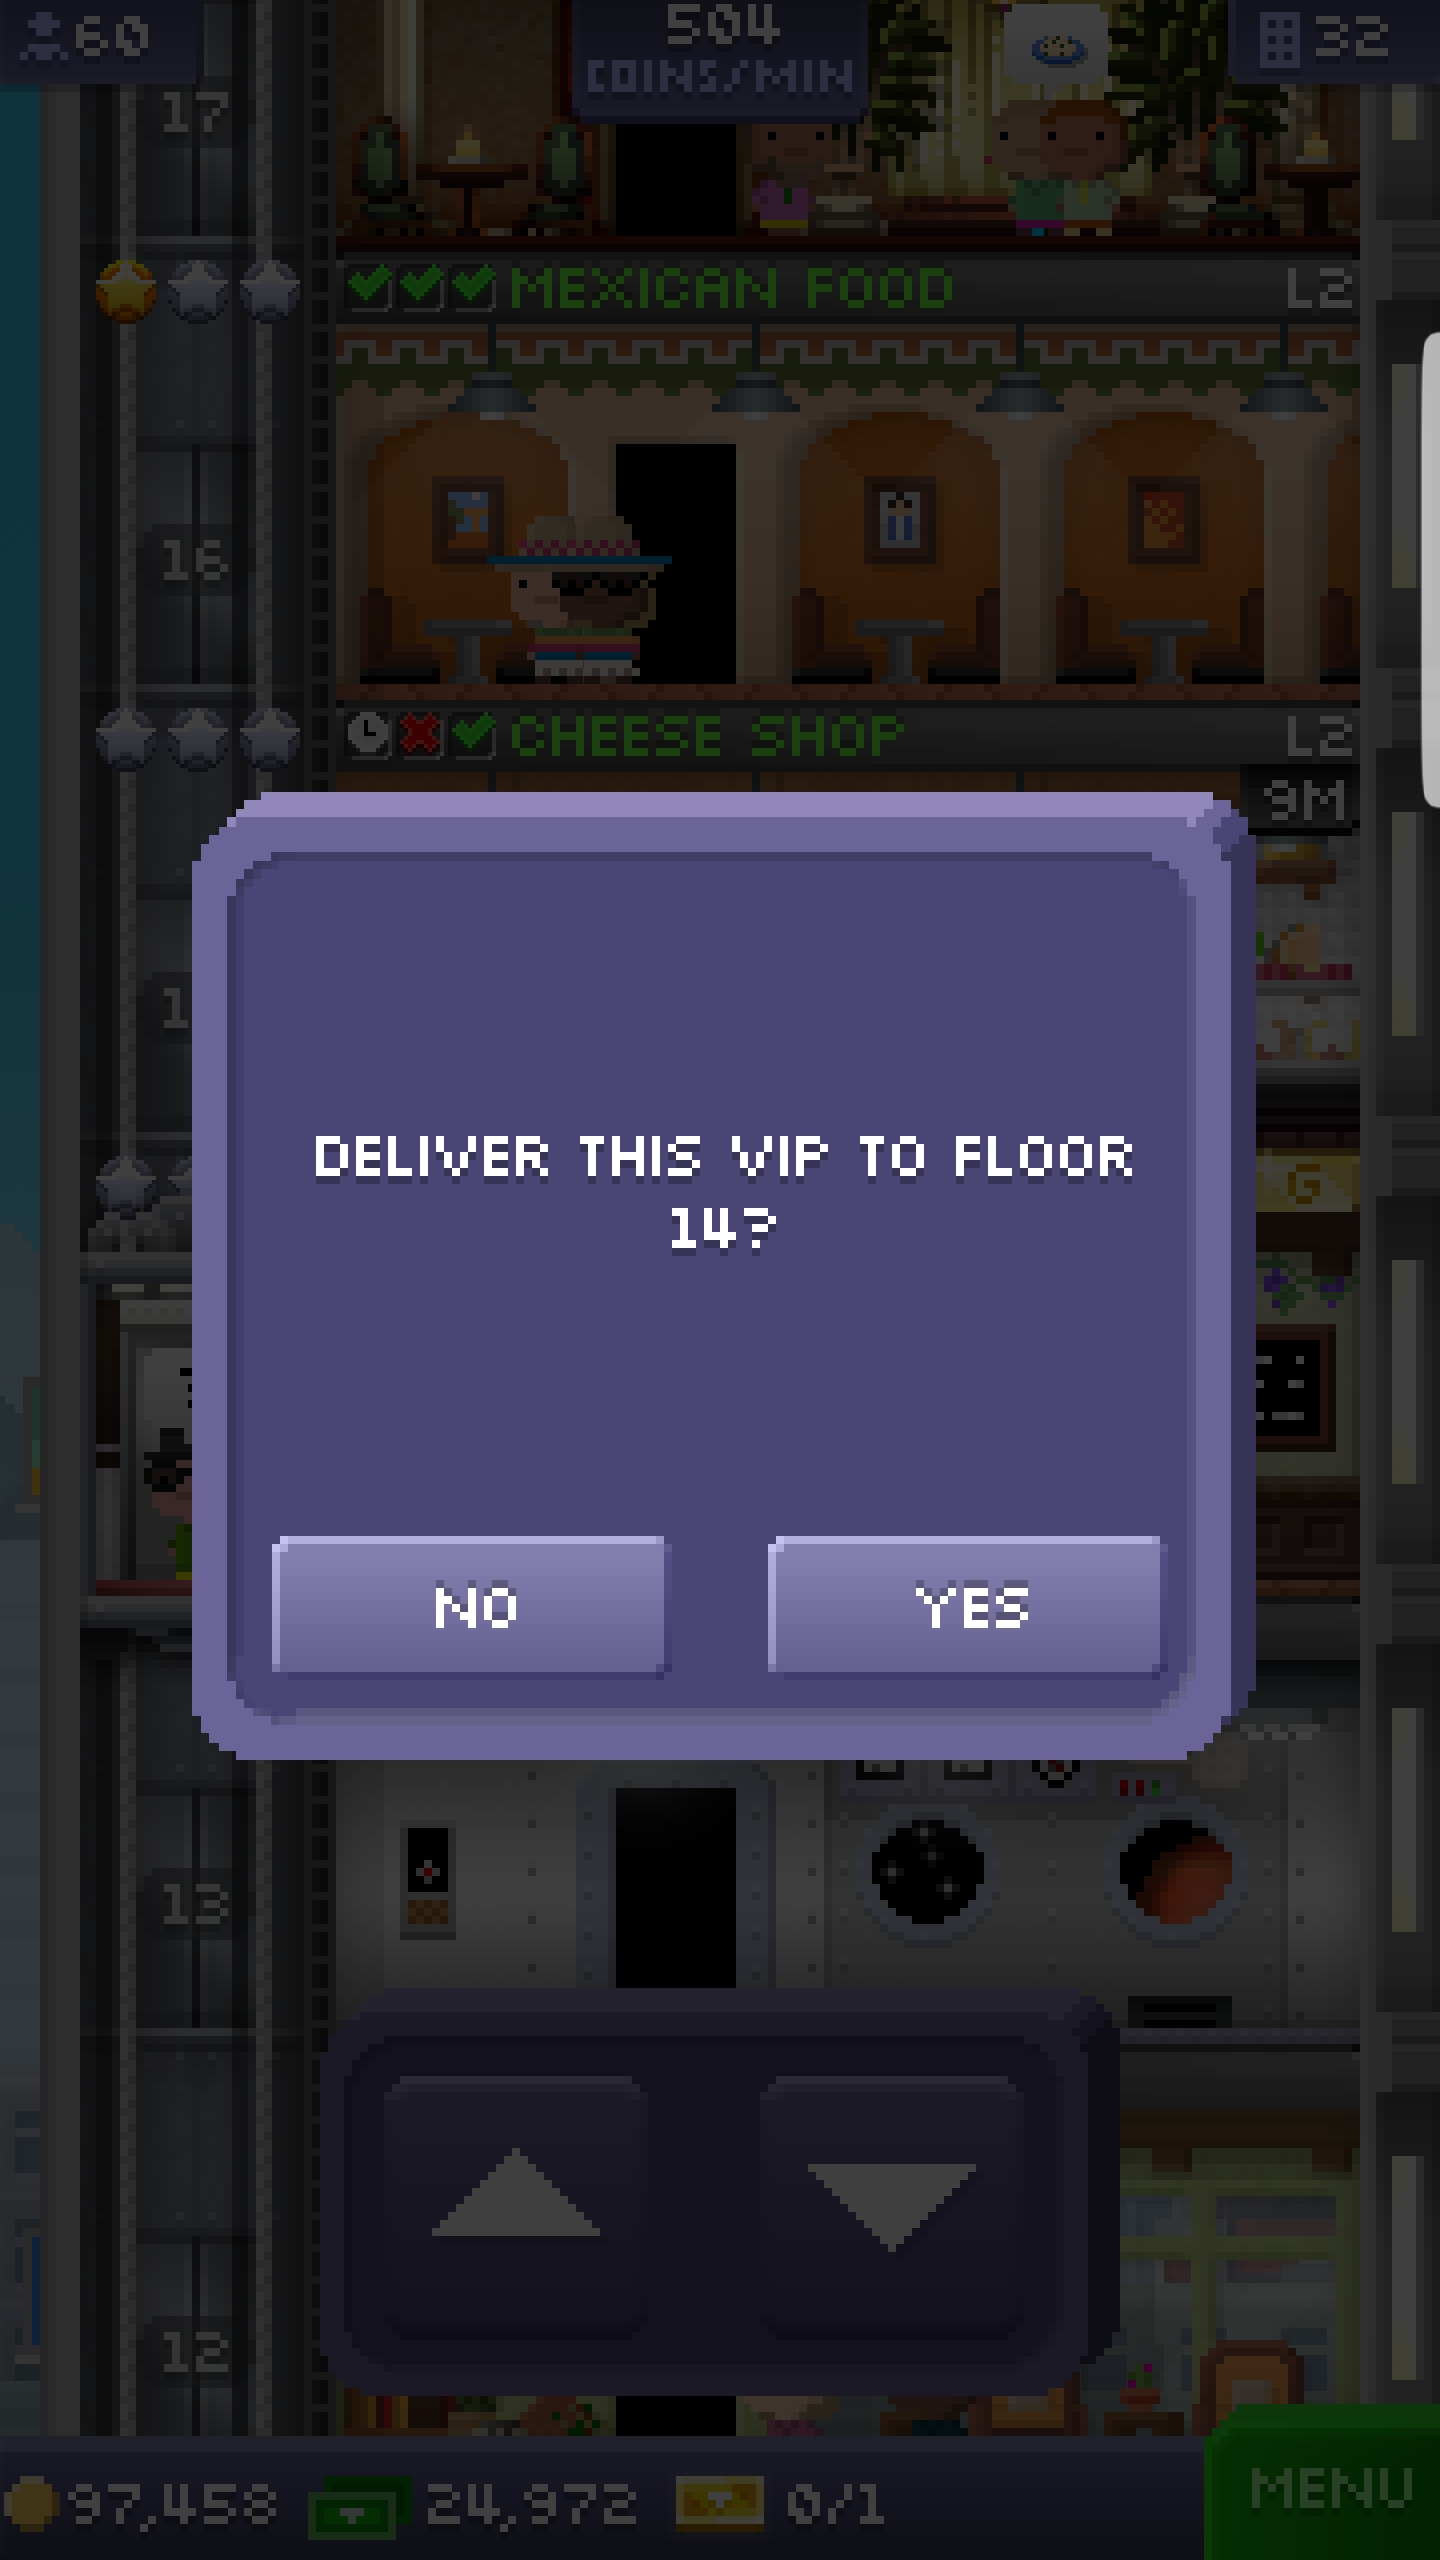 60
504
COINS/MIN
32
17
MEXICAN FOOD
L2
16
CHEESE SHOP
L2
9M
G
DELIVER THIS VIP TO FLOOR
14?
NO
YES
13
12
97,458
24,972
0/1
MENU